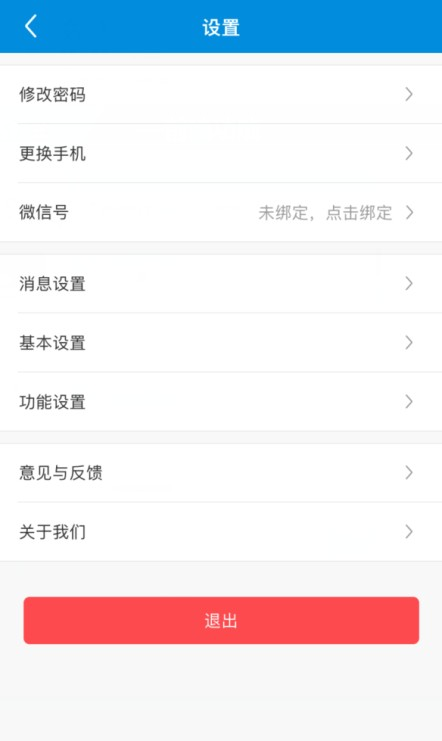 设置
修改密码
更换手机
微信号 未绑定，点击绑定
消息设置
基本设置
功能设置
意见与反馈
关于我们
退出